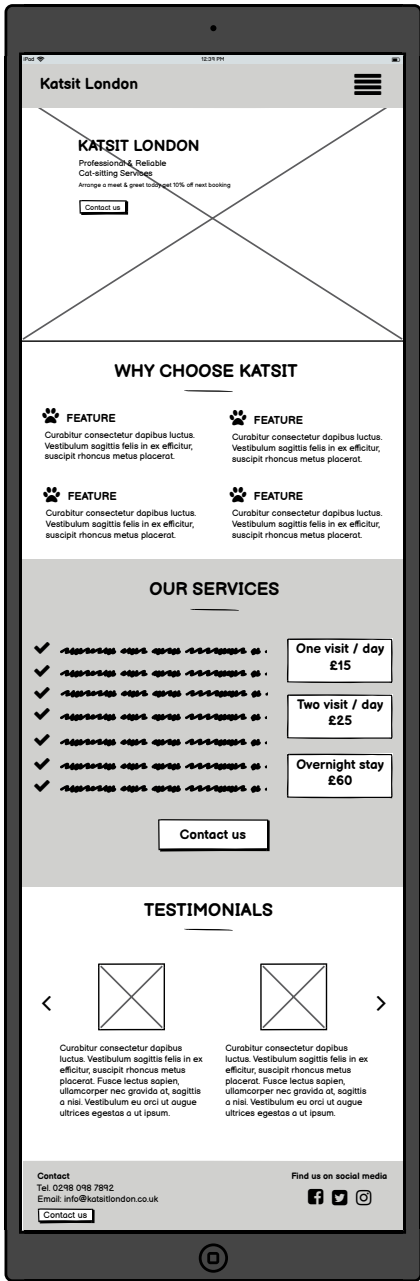 iPad
12:39 PM
Katsit London
KATSIT LONDON
Professional & Reliable
Cat-sitting Services
Arrange a meet & greet today get 10% off next booking
Contact us
WHY CHOOSE KATSIT
FEATURE
Curabitur consectetur dapibus luctus.
Vestibulum sagittis felis in ex efficitur,
suscipit rhoncus metus placerat.
FEATURE
Curabitur consectetur dapibus luctus.
Vestibulum sagittis felis in ex efficitur,
suscipit rhoncus metus placerat.
FEATURE
Curabitur consectetur dapibus luctus.
Vestibulum sagittis felis in ex efficitur,
suscipit rhoncus metus placerat.
FEATURE
Curabitur consectetur dapibus luctus.
Vestibulum sagittis felis in ex efficitur,
suscipit rhoncus metus placerat.
OUR SERVICES
One visit / day
£15
Two visit / day
£25
Overnight stay
£60
Contact us
TESTIMONIALS
Curabitur consectetur dapibus
luctus. Vestibulum sagittis felis in ex
efficitur, suscipit rhoncus metus
placerat. Fusce lectus sapien,
ullamcorper nec gravida at, sagittis
a nisi. Vestibulum eu orci ut augue
ultrices egestas a ut ipsum.
Curabitur consectetur dapibus
luctus. Vestibulum sagittis felis in ex
efficitur, suscipit rhoncus metus
placerat. Fusce lectus sapien,
ullamcorper nec gravida at, sagittis
a nisi. Vestibulum eu orci ut augue
ultrices egestas a ut ipsum.
Contact
Tel. 0298 098 7892
Email: info@katsitlondon.co.uk
Contact us
Find us on social media